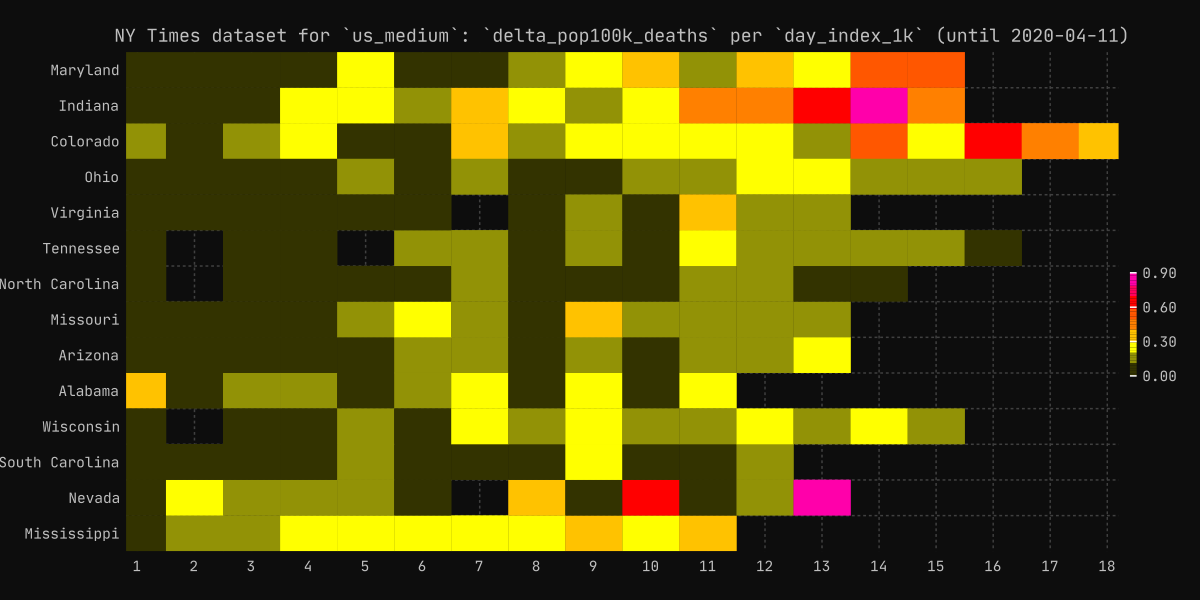 NY Times dataset for `us_medium`: `delta_pop100k_deaths` per `day_index_1k` (until 2020-04-11)
Maryland
Indiana
Colorado
Ohio
Virginia
Tennessee
North Carolina
Missouri
Arizona
Alabama
Wisconsin
South Carolina
Nevada
Mississippi
1 2 3 4 5 6 7 8 9 10 11 12 13 14 15 16 17 18
0.90
0.60
0.30
0.00